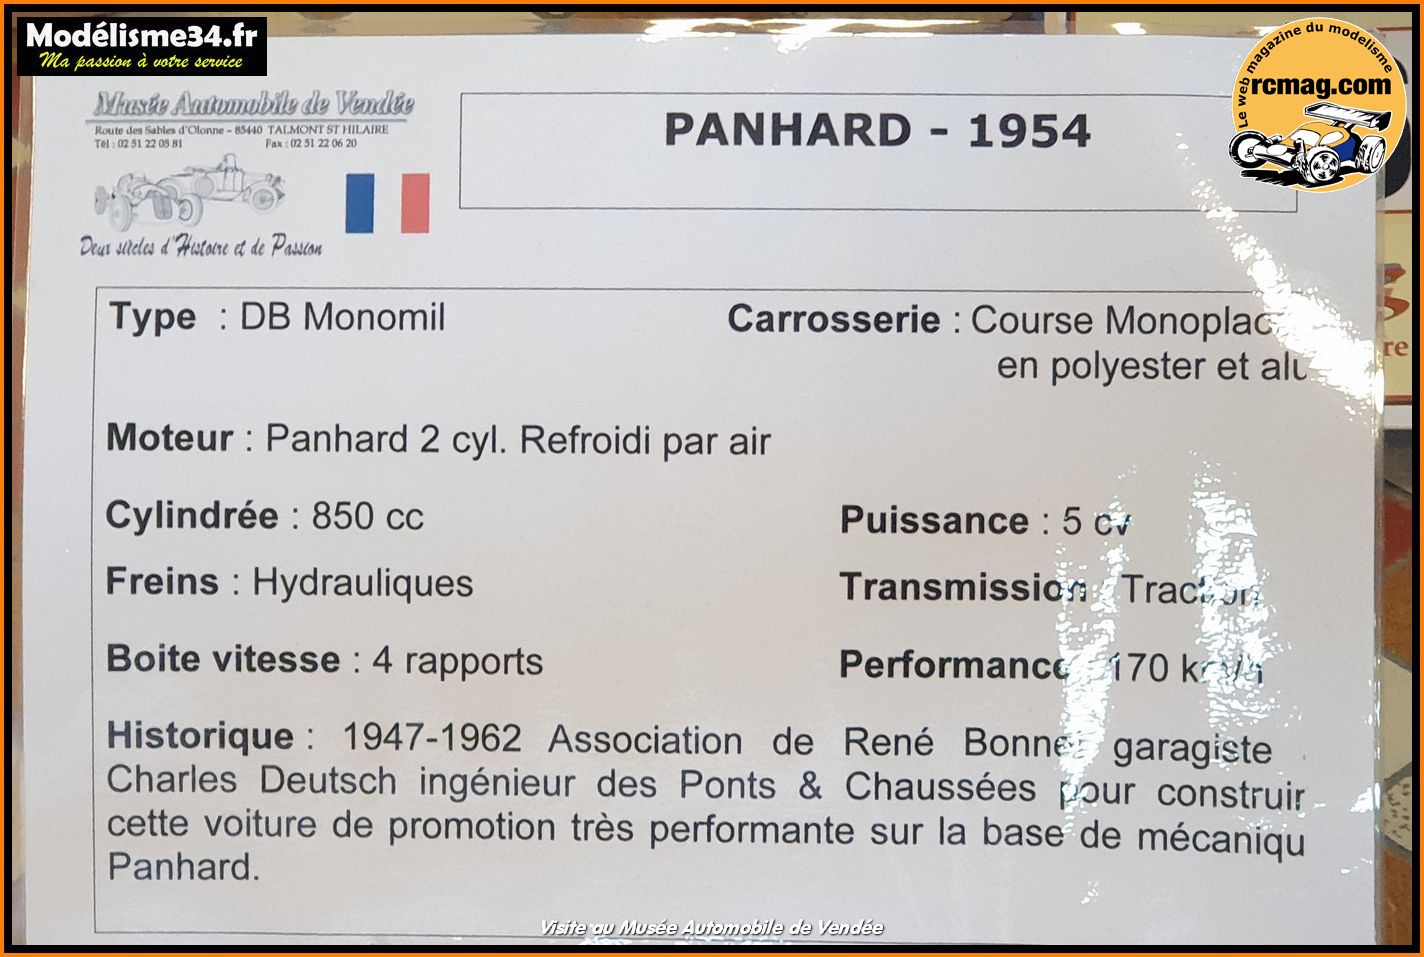 Modélisme34.fr
Ma passion à votre service
Le web magazine du modelisme
rcmag.com
Musée Automobile de Vendée
Route des Sables d'Olonne - 85440 TALMONT ST HILAIRE
Tél : 02 51 22 05 81 Fax : 02 51 22 06 20
Deux siècles d'Histoire et de Passion
PANHARD - 1954
Type : DB Monomil Carrosserie : Course Monoplac
en polyester et alu
Moteur : Panhard 2 cyl. Refroidi par air
Cylindrée : 850 cc Puissance : 5 cv
Freins : Hydrauliques Transmission : Traction
Boite vitesse : 4 rapports Performance : 170 km/h
Historique : 1947-1962 Association de René Bonnet garagiste
Charles Deutsch ingénieur des Ponts & Chaussées pour construir
cette voiture de promotion très performante sur la base de mécaniqu
Panhard.
Visite au Musée Automobile de Vendée